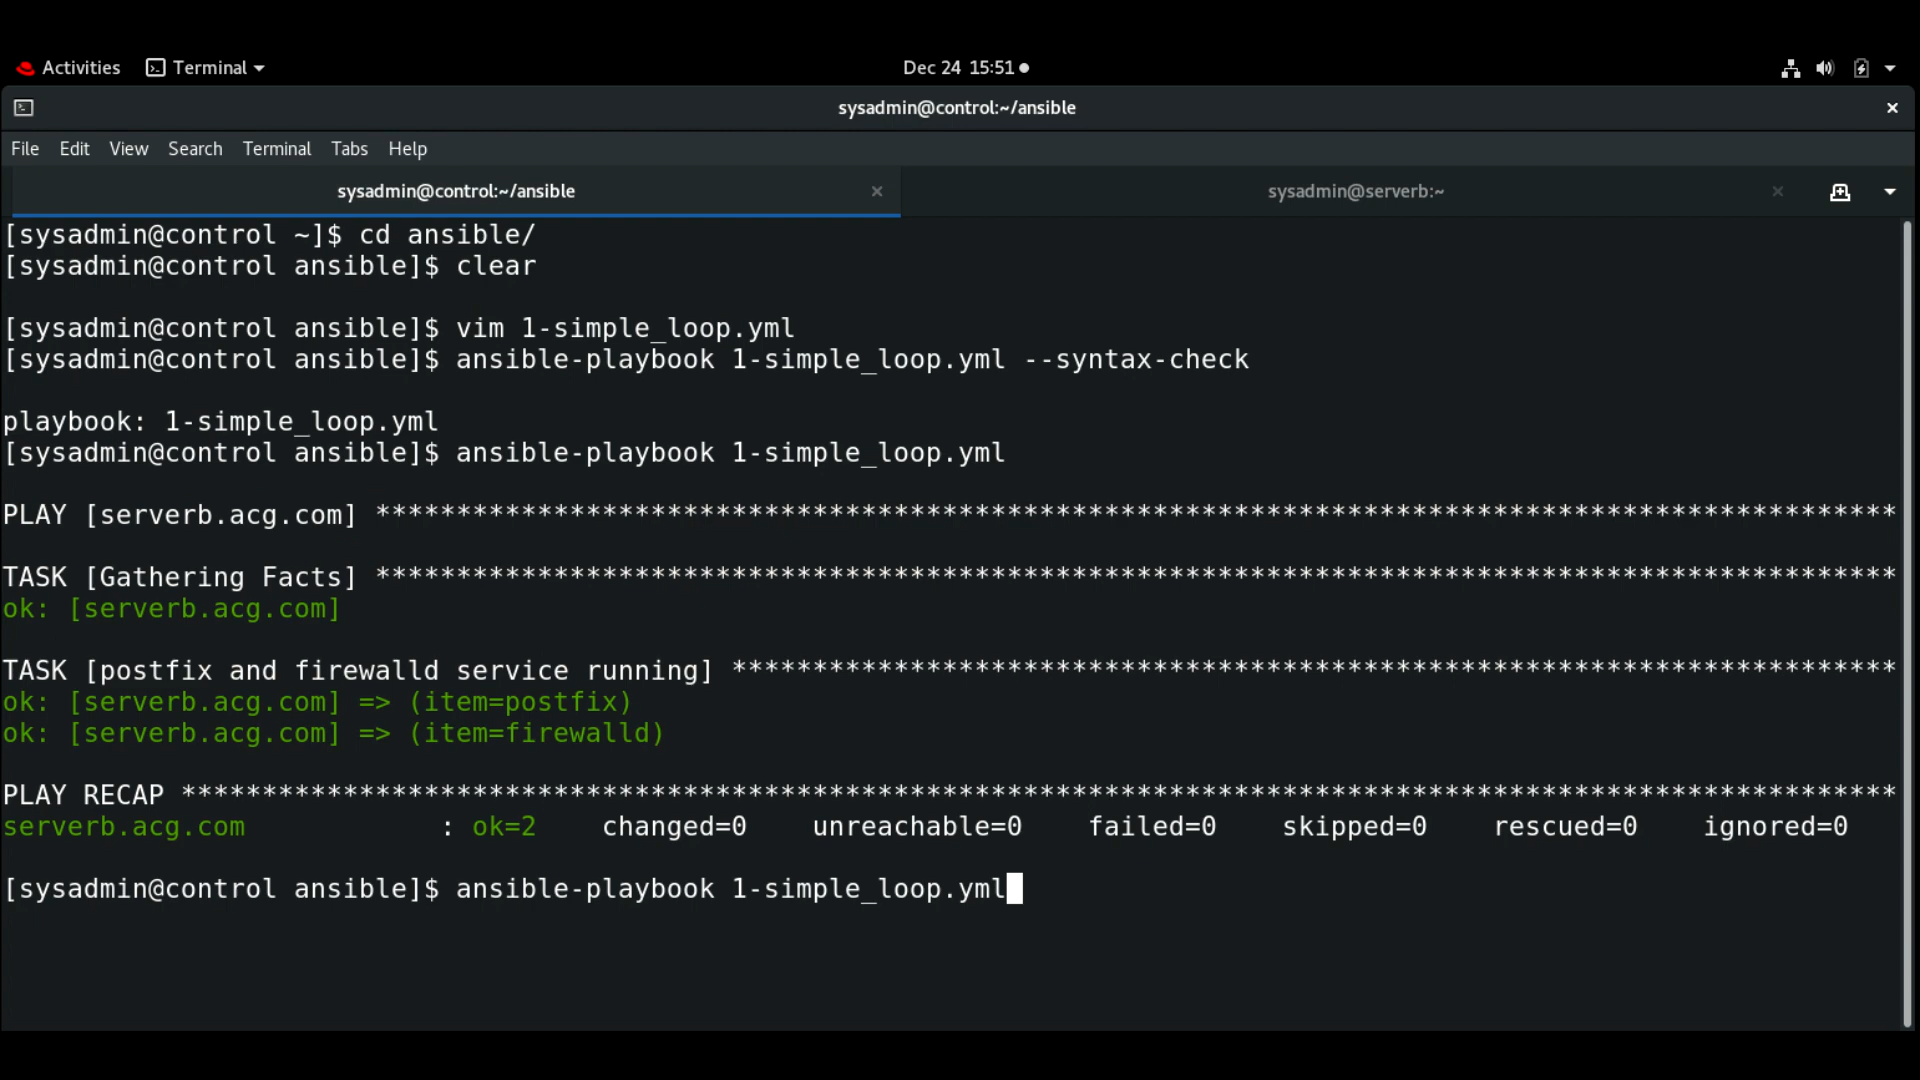 Activities Terminal Dec 24 15:51
sysadmin@control:~/ansible
File Edit View Search Terminal Tabs Help
sysadmin@control:~/ansible sysadmin@serverb:~
[sysadmin@control ~]$ cd ansible/
[sysadmin@control ansible]$ clear
[sysadmin@control ansible]$ vim 1-simple_loop.yml
[sysadmin@control ansible]$ ansible-playbook 1-simple_loop.yml --syntax-check
playbook: 1-simple_loop.yml
[sysadmin@control ansible]$ ansible-playbook 1-simple_loop.yml
PLAY [serverb.acg.com] **********************************************************************************************
TASK [Gathering Facts] **********************************************************************************************
ok: [serverb.acg.com]
TASK [postfix and firewalld service running] ************************************************************************
ok: [serverb.acg.com] => (item=postfix)
ok: [serverb.acg.com] => (item=firewalld)
PLAY RECAP **********************************************************************************************************
serverb.acg.com : ok=2 changed=0 unreachable=0 failed=0 skipped=0 rescued=0 ignored=0
[sysadmin@control ansible]$ ansible-playbook 1-simple_loop.yml